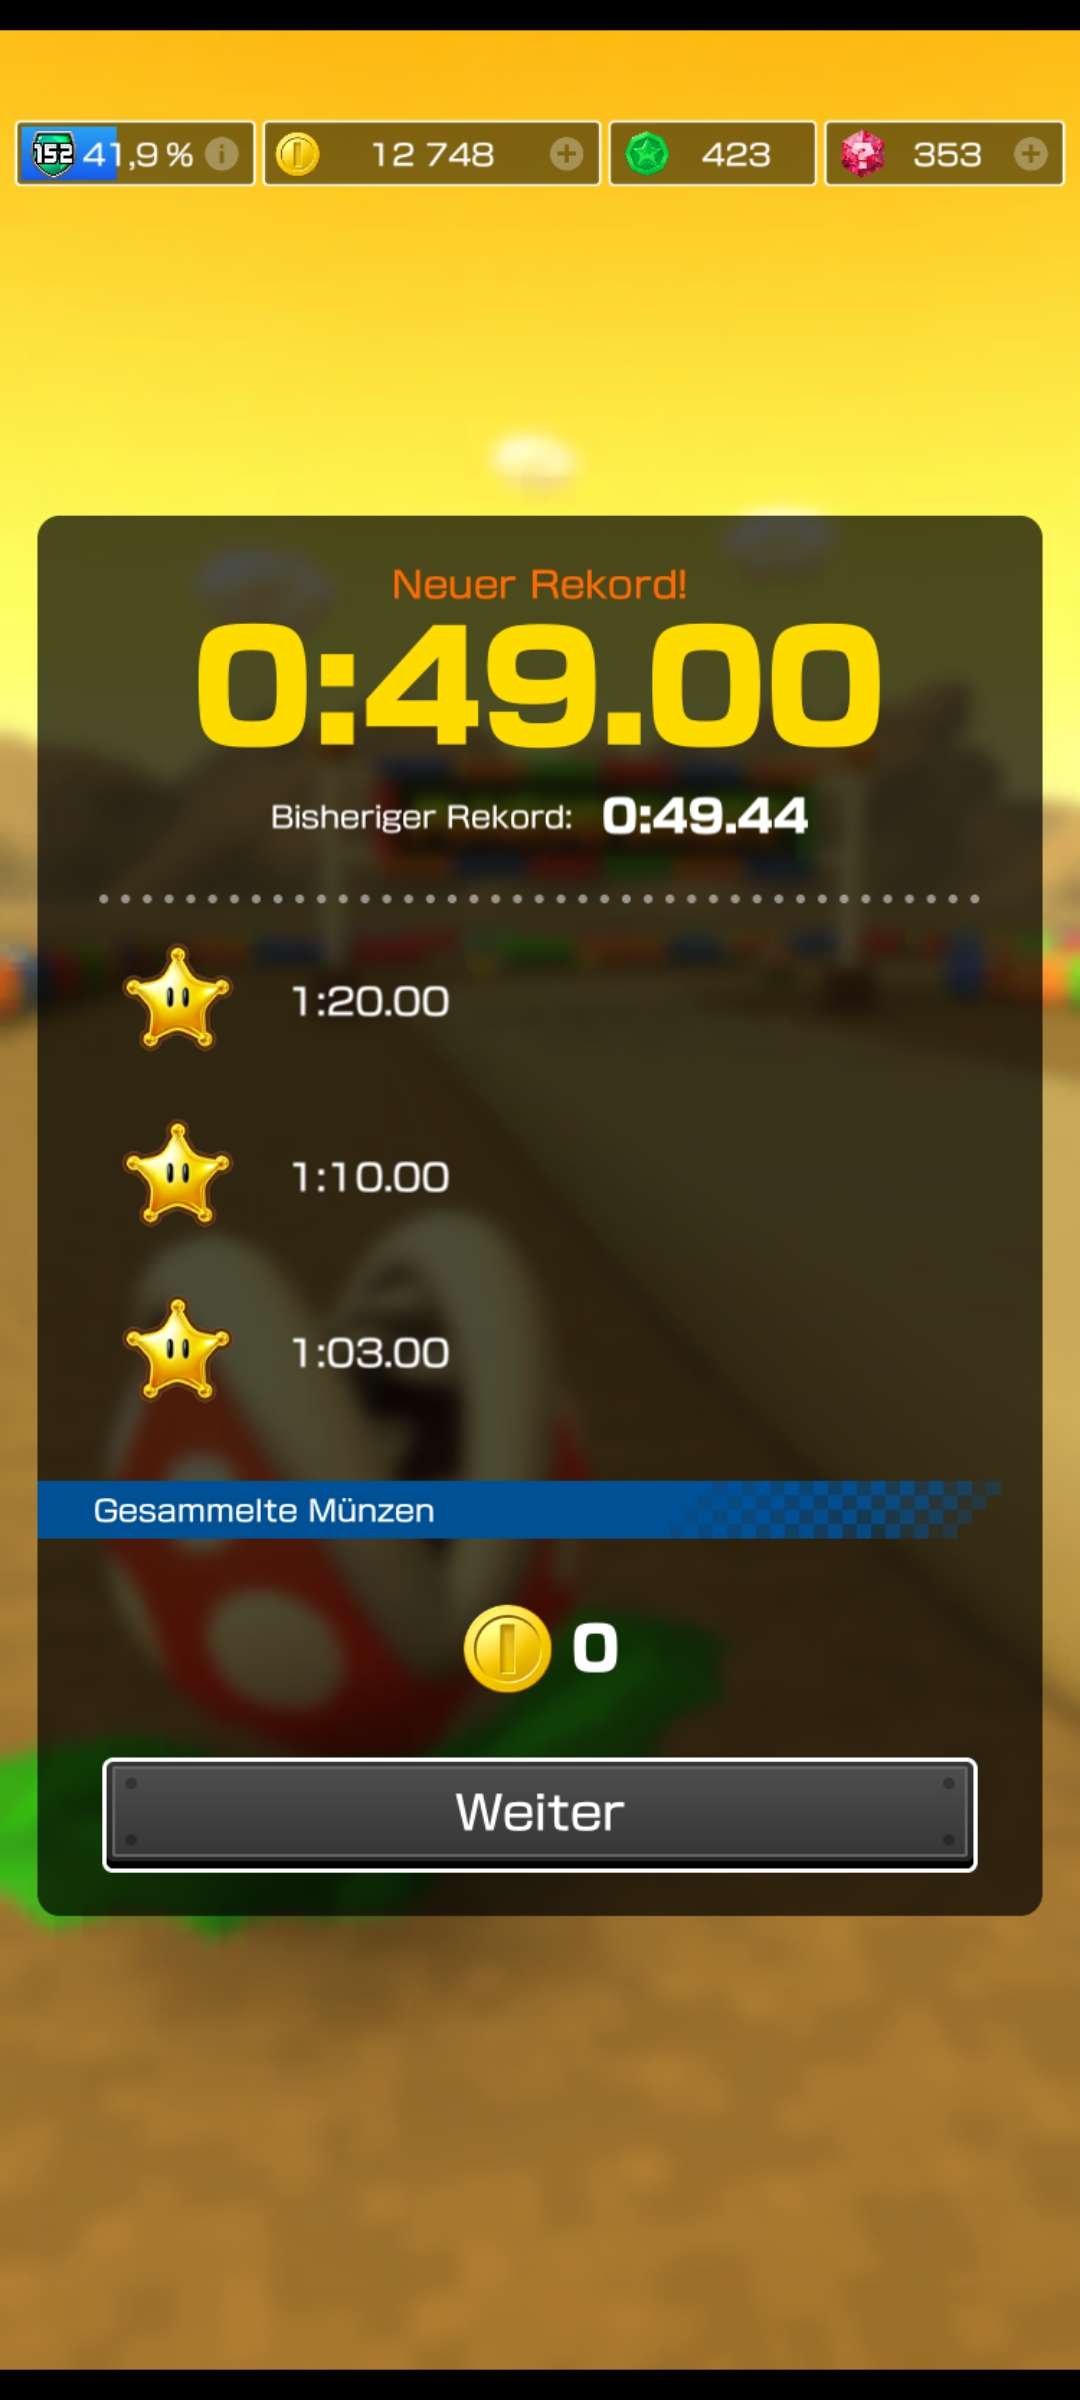 152 41,9 % i 12 748 + 423 ? 353 +
Neuer Rekord!
0:49.00
Bisheriger Rekord: 0:49.44
1:20.00
1:10.00
1:03.00
Gesammelte Münzen
0
Weiter